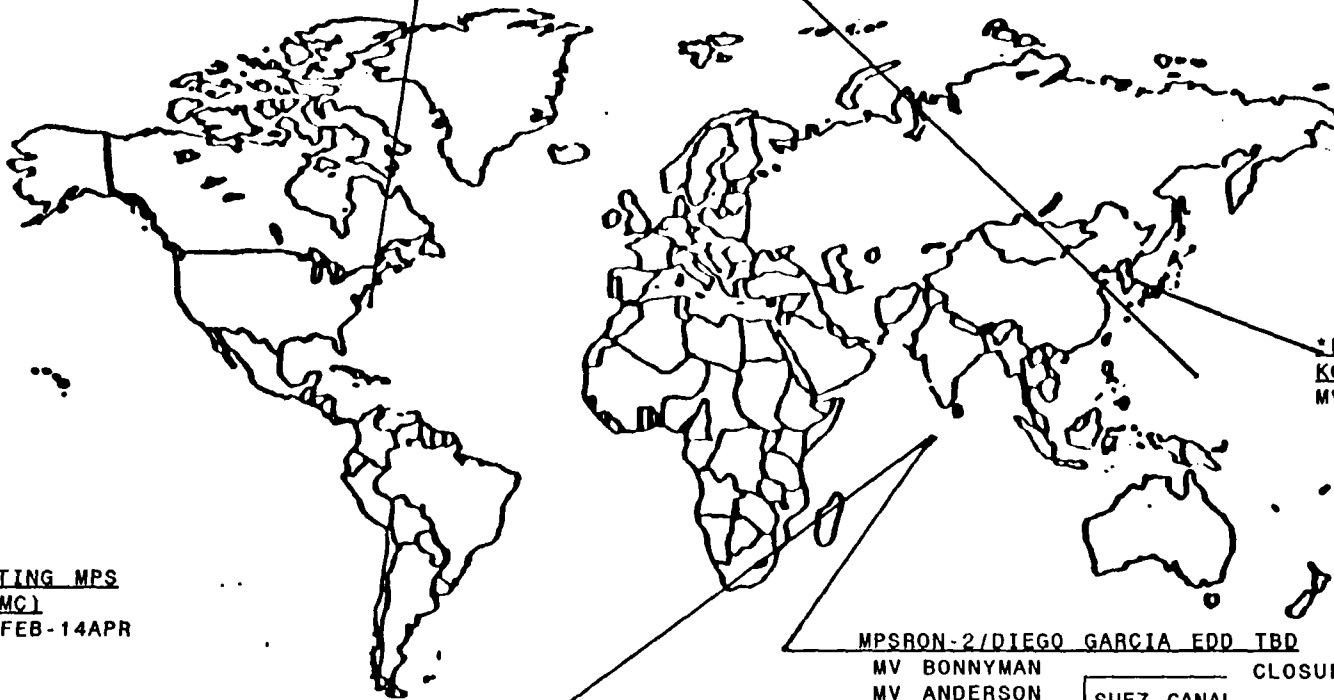 TING MPS
MC)
FEB-14APR
MPSRON-2/DIEGO GARCIA EDD TBD
MV BONNYMAN
MV ANDERSON
CLOSU
SUEZ CANAL